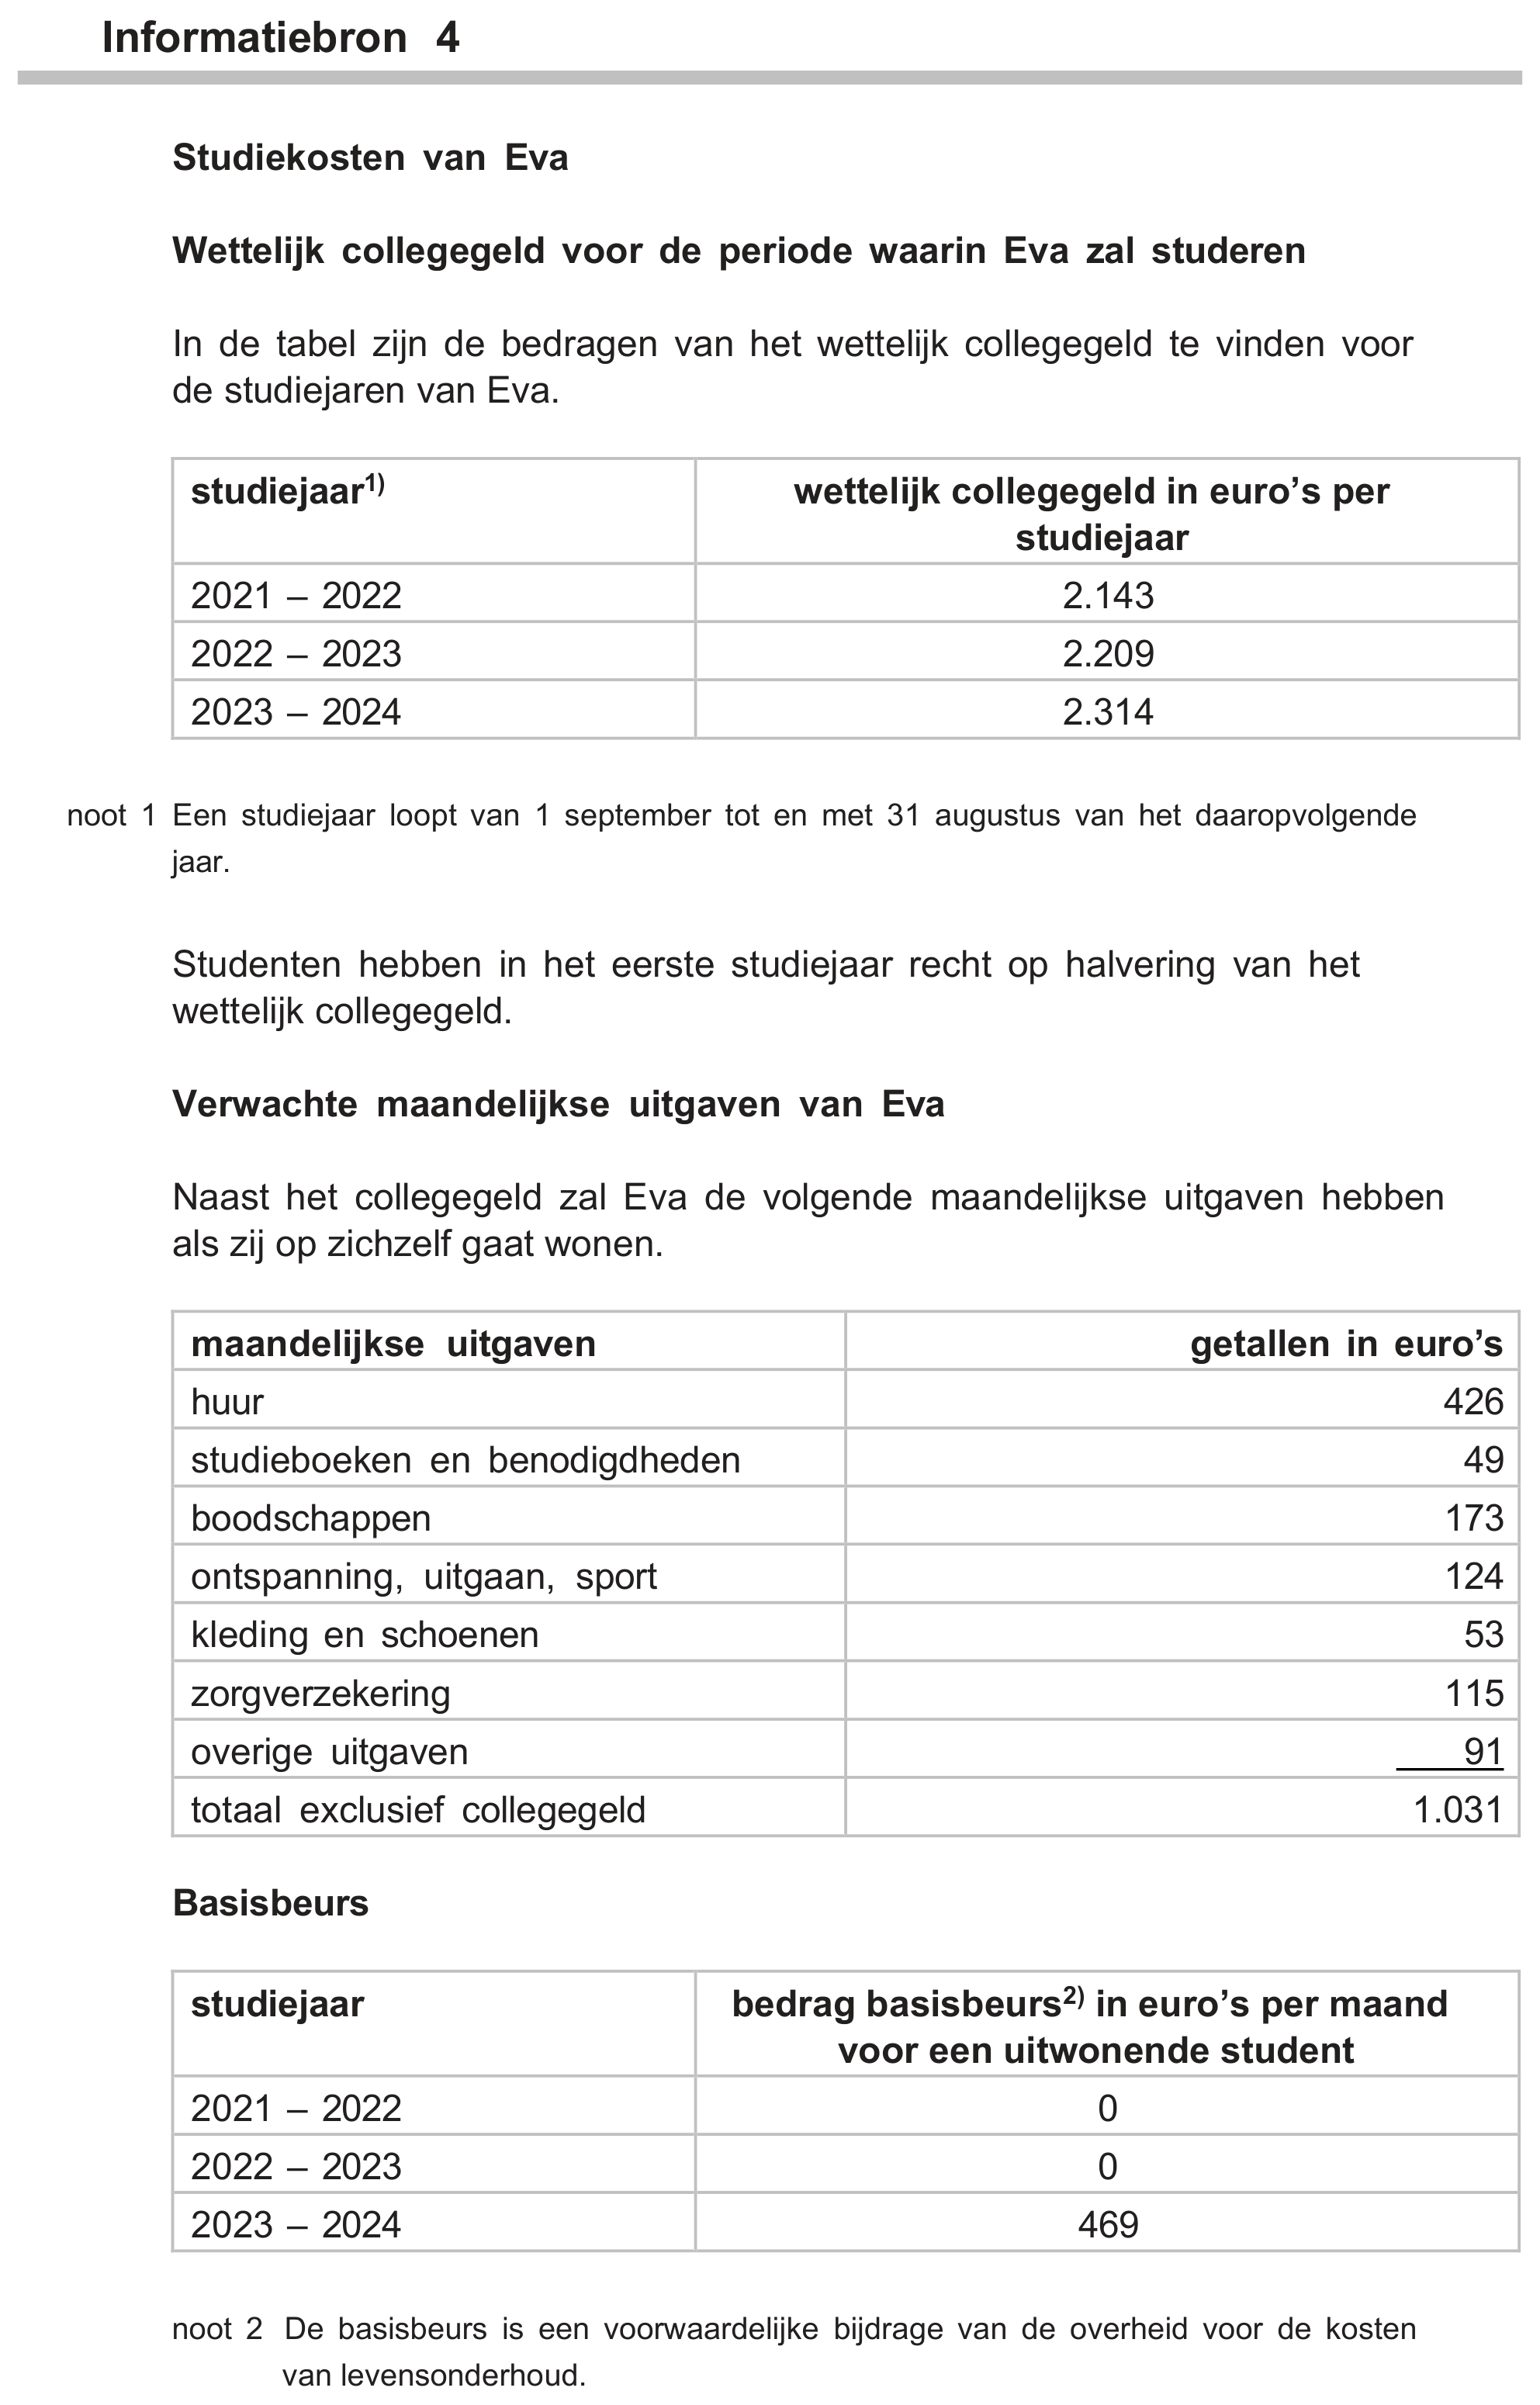 Informatiebron 4
Studiekosten van Eva
Wettelijk collegegeld voor de periode waarin Eva zal studeren
In de tabel zijn de bedragen van het wettelijk collegegeld te vinden voor
de studiejaren van Eva.
studiejaar1) wettelijk collegegeld in euro’s per
studiejaar
2021 – 2022 2.143
2022 – 2023 2.209
2023 – 2024 2.314
noot 1 Een studiejaar loopt van 1 september tot en met 31 augustus van het daaropvolgende
jaar.
Studenten hebben in het eerste studiejaar recht op halvering van het
wettelijk collegegeld.
Verwachte maandelijkse uitgaven van Eva
Naast het collegegeld zal Eva de volgende maandelijkse uitgaven hebben
als zij op zichzelf gaat wonen.
maandelijkse uitgaven getallen in euro’s
huur 426
studieboeken en benodigdheden 49
boodschappen 173
ontspanning, uitgaan, sport 124
kleding en schoenen 53
zorgverzekering 115
overige uitgaven 91
totaal exclusief collegegeld 1.031
Basisbeurs
studiejaar bedrag basisbeurs2) in euro’s per maand
voor een uitwonende student
2021 – 2022 0
2022 – 2023 0
2023 – 2024 469
noot 2 De basisbeurs is een voorwaardelijke bijdrage van de overheid voor de kosten
van levensonderhoud.